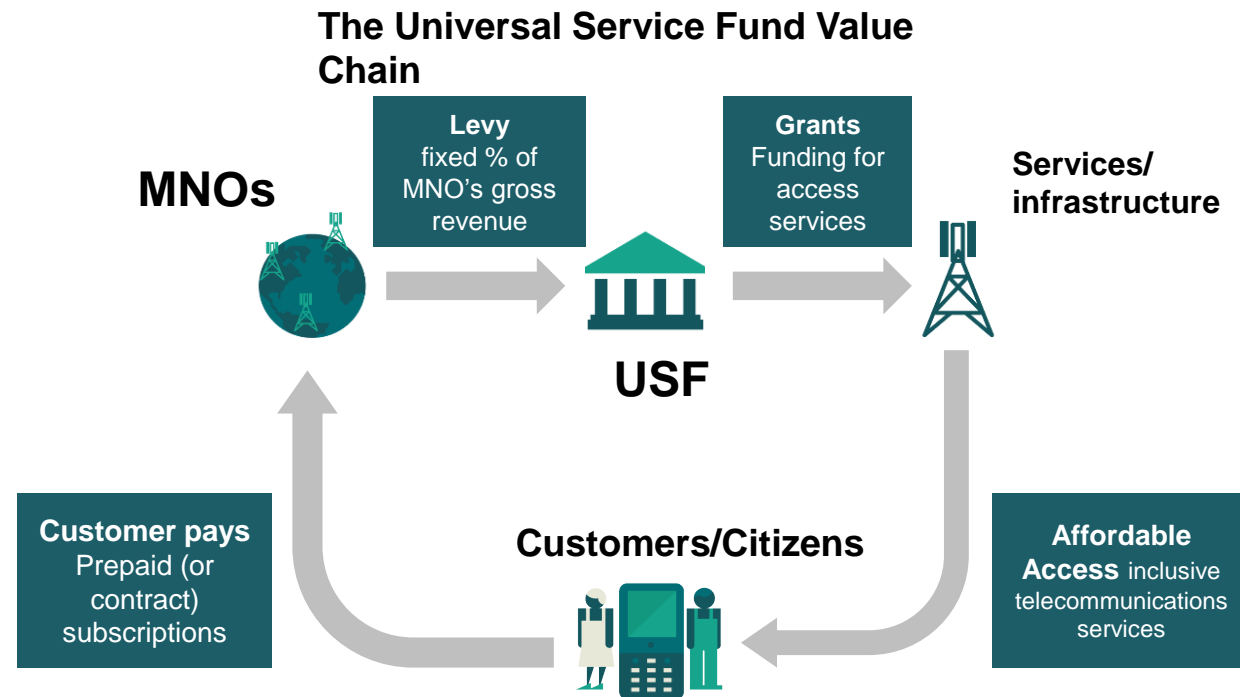 The Universal Service Fund Value
Chain
Levy
fixed % of
MNO’s gross
revenue
Grants
Funding for
access
services
MNOs
Services/
infrastructure
USF
Customer pays
Prepaid (or
contract)
subscriptions
Customers/Citizens
Affordable
Access inclusive
telecommunications
services